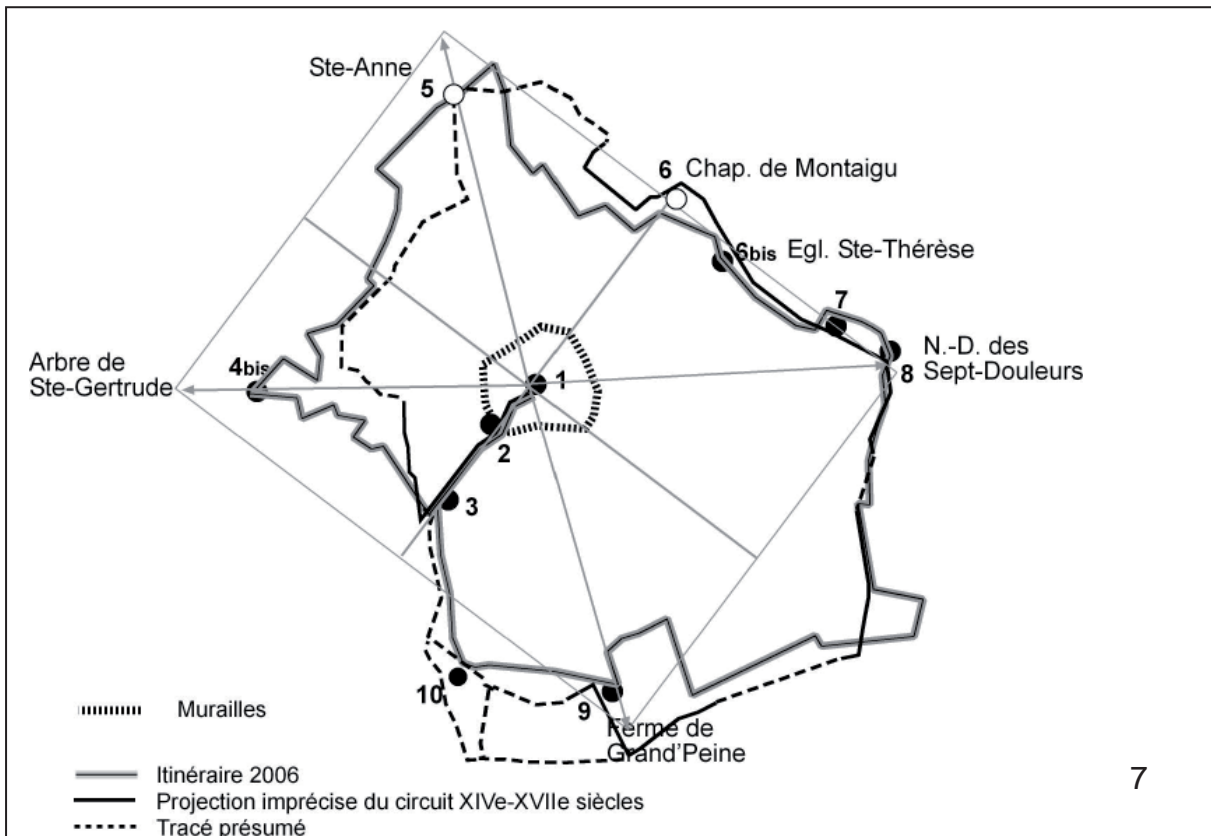 Ste-Anne
5
6 Chap. de Montaigu
6bis Egl. Ste-Thérèse
7
N.-D. des
Sept-Douleurs
8
Arbre de
Ste-Gertrude
4bis
1
2
3
10
9
Ferme de
Grand'Peine
Murailles
Itinéraire 2006
Projection imprécise du circuit XIVe-XVIIe siècles
Tracé présumé
7